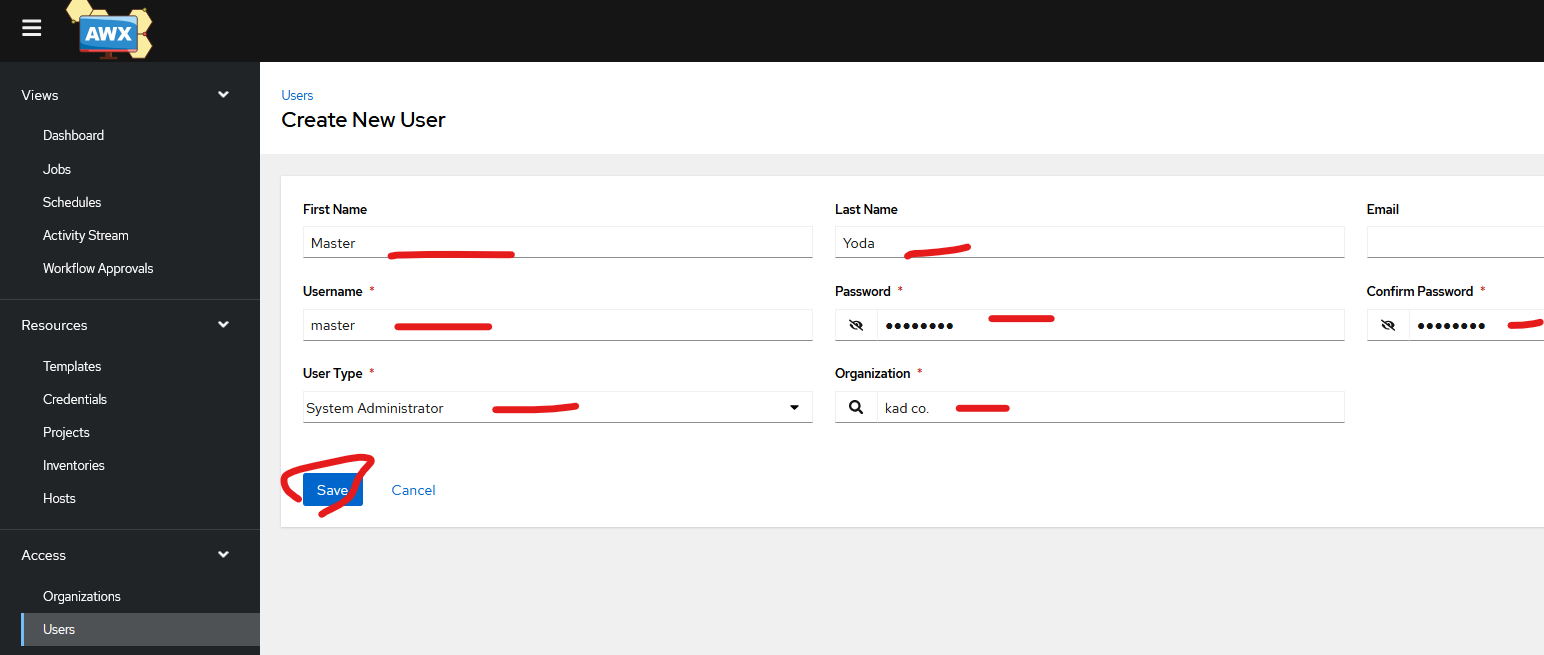 AWX
Views
Dashboard
Jobs
Schedules
Activity Stream
Workflow Approvals
Resources
Templates
Credentials
Projects
Inventories
Hosts
Access
Organizations
Users
Users
Create New User
First Name
Master
Last Name
Yoda
Email
Username *
master
Password *
••••••••
Confirm Password *
••••••••
User Type *
System Administrator
Organization *
kad co.
Save
Cancel